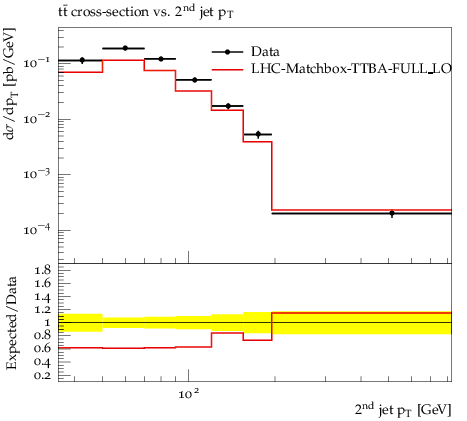 tt̄ cross-section vs. 2nd jet pT
dσ/dpT [pb/GeV]
10⁻¹
10⁻²
10⁻³
10⁻⁴
Data
LHC-Matchbox-TTBA-FULL_LO
Expected/Data
1.8
1.6
1.4
1.2
1
0.8
0.6
0.4
0.2
10²
2nd jet pT [GeV]